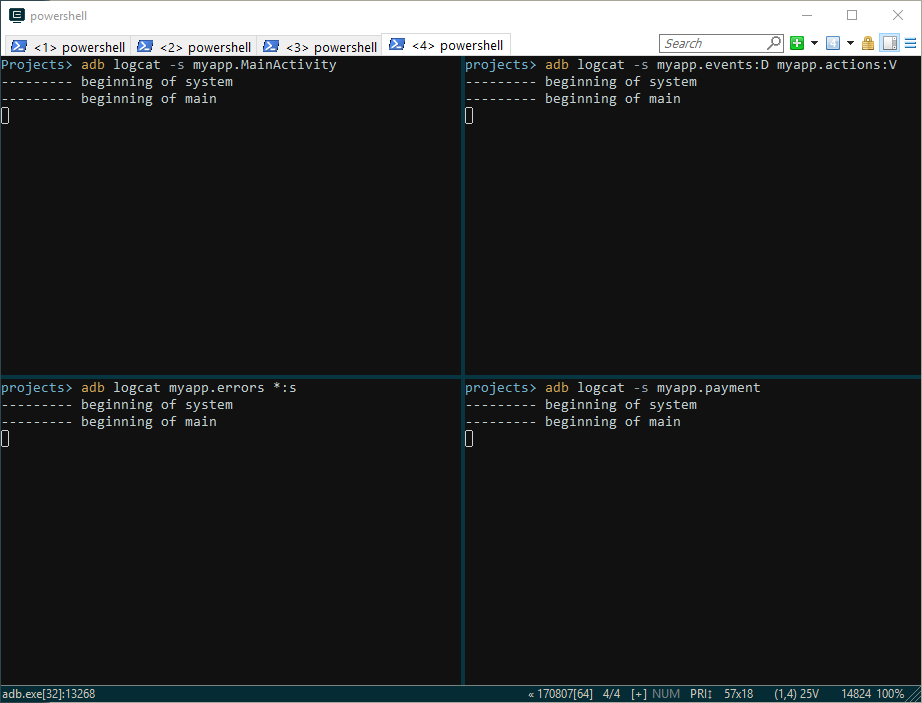 powershell
<1> powershell <2> powershell <3> powershell <4> powershell Search
Projects> adb logcat -s myapp.MainActivity
--------- beginning of system
--------- beginning of main
projects> adb logcat -s myapp.events:D myapp.actions:V
--------- beginning of system
--------- beginning of main
projects> adb logcat myapp.errors *:s
--------- beginning of system
--------- beginning of main
projects> adb logcat -s myapp.payment
--------- beginning of system
--------- beginning of main
adb.exe[32]:13268 « 170807[64] 4/4 [+] NUM PRI↕ 57x18 (1,4) 25V 14824 100%